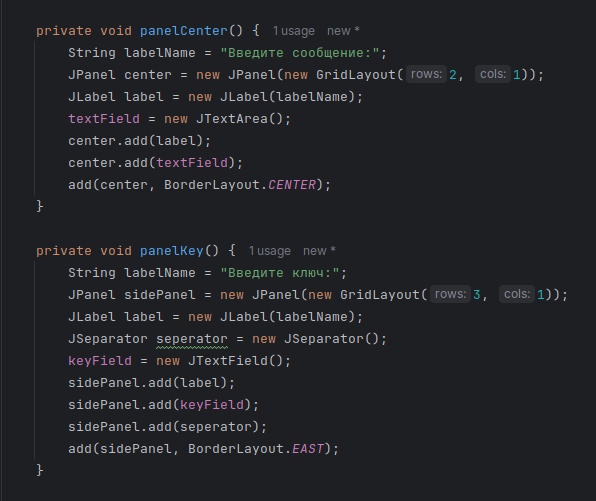 private void panelCenter() { 1 usage new *
String labelName = "Введите сообщение:";
JPanel center = new JPanel(new GridLayout( rows: 2, cols: 1));
JLabel label = new JLabel(labelName);
textField = new JTextArea();
center.add(label);
center.add(textField);
add(center, BorderLayout.CENTER);
}
private void panelKey() { 1 usage new *
String labelName = "Введите ключ:";
JPanel sidePanel = new JPanel(new GridLayout( rows: 3, cols: 1));
JLabel label = new JLabel(labelName);
JSeparator seperator = new JSeparator();
keyField = new JTextField();
sidePanel.add(label);
sidePanel.add(keyField);
sidePanel.add(seperator);
add(sidePanel, BorderLayout.EAST);
}